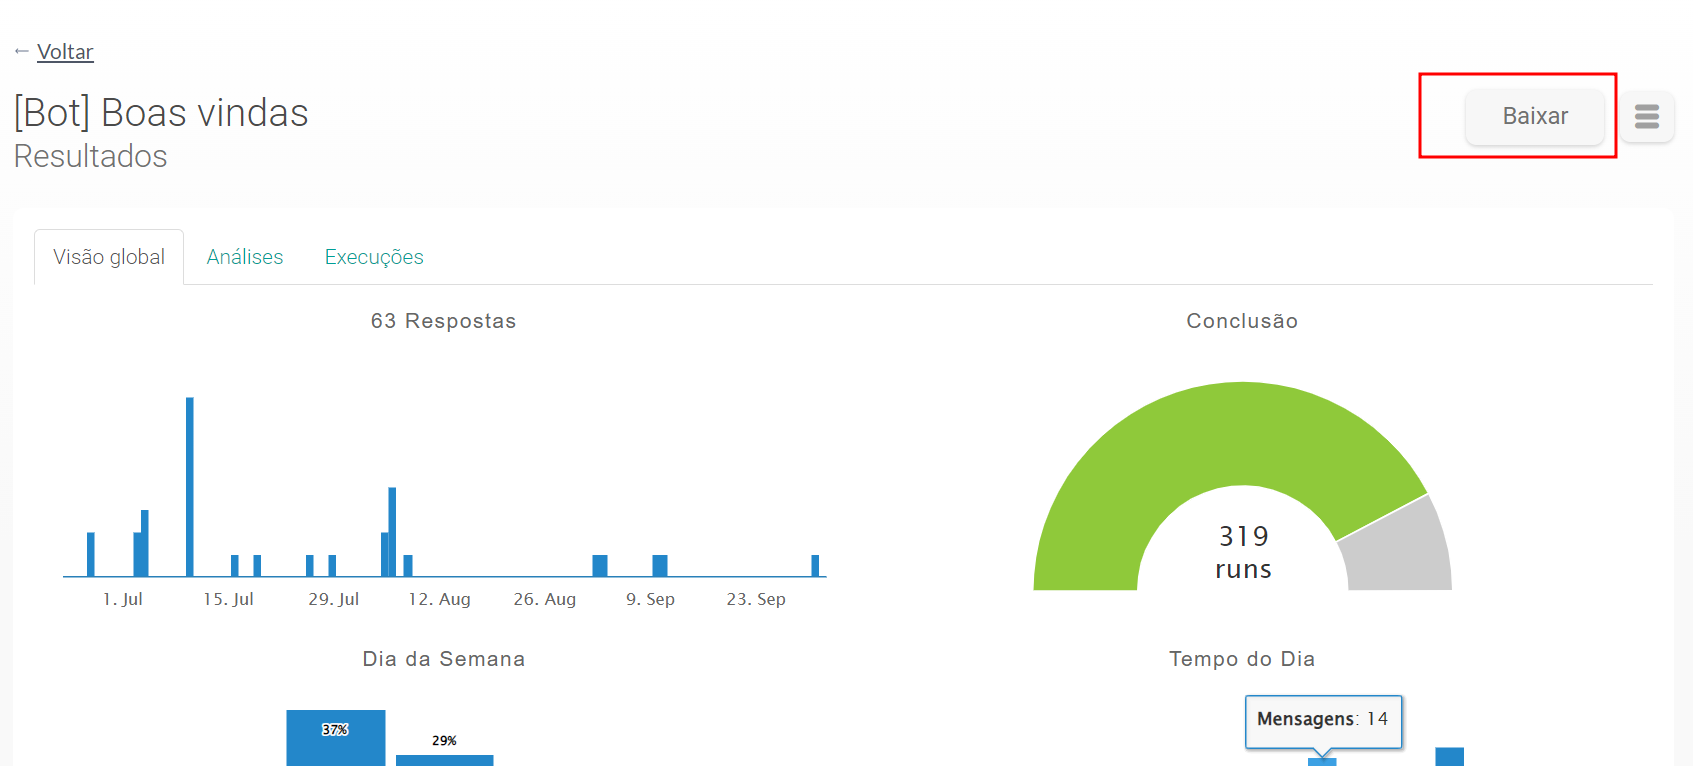 ← Voltar
[Bot] Boas vindas
Resultados
Baixar
Visão global
Análises
Execuções
63 Respostas
1. Jul
15. Jul
29. Jul
12. Aug
26. Aug
9. Sep
23. Sep
Conclusão
319
runs
Dia da Semana
37%
29%
Tempo do Dia
Mensagens: 14